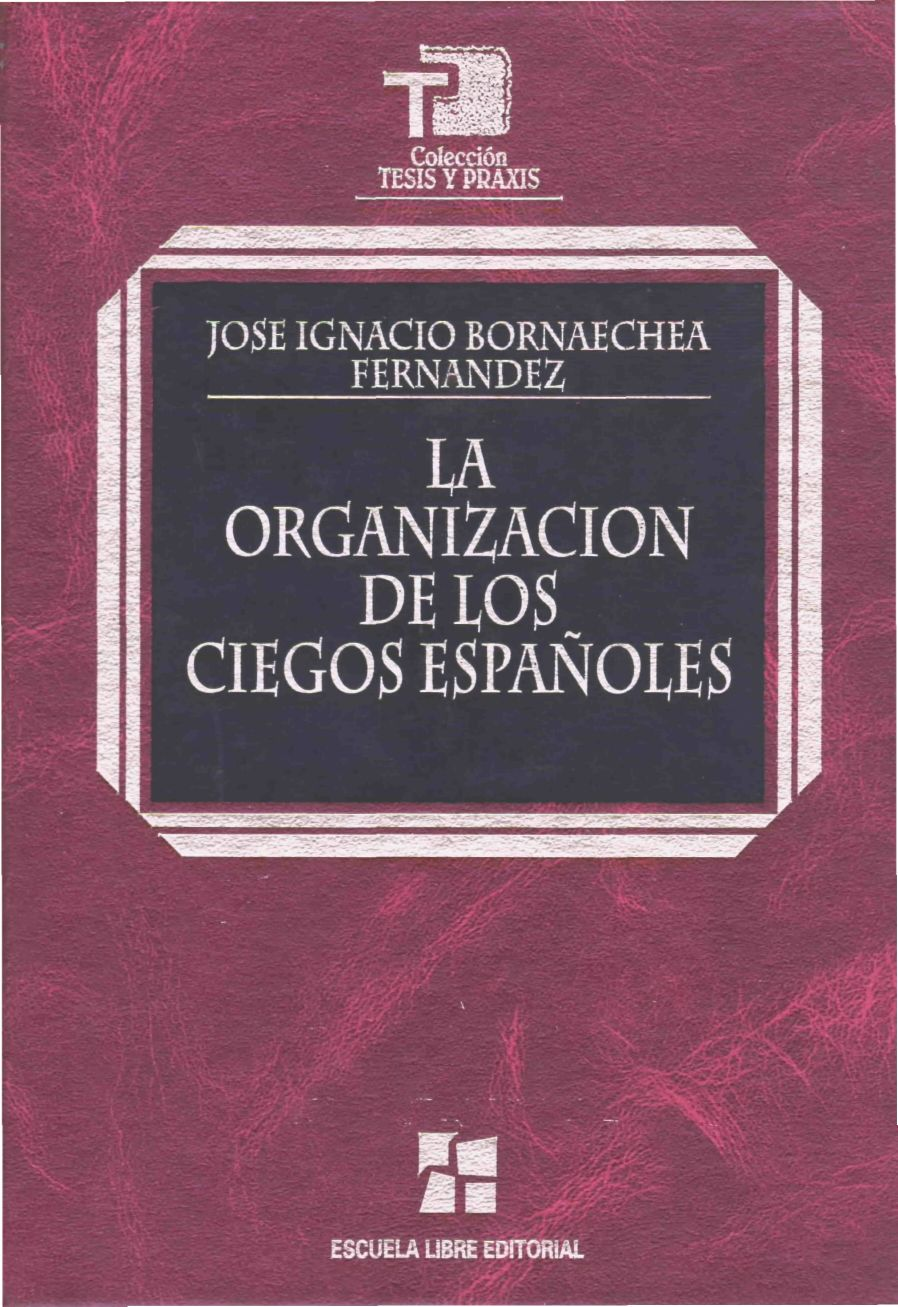 Colección
TESIS Y PRAXIS
JOSE IGNACIO BORNAECHEA
FERNANDEZ
LA
ORGANIZACION
DE LOS
CIEGOS ESPAÑOLES
ESCUELA LIBRE EDITORIAL